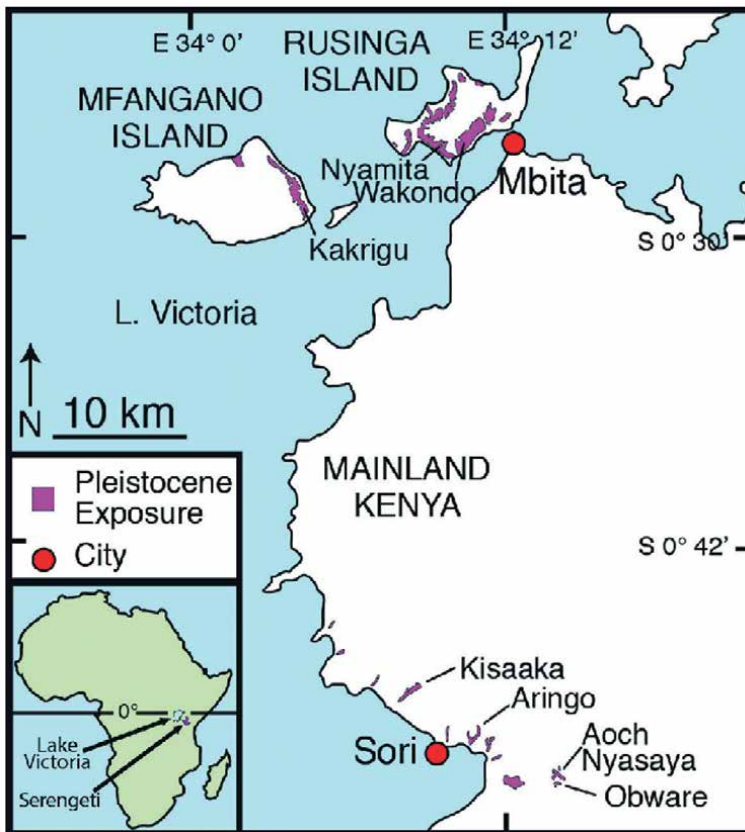 E 34° 0’
E 34° 12’
RUSINGA
ISLAND
MFANGANO
ISLAND
Nyamita
Wakondo
Mbita
Kakrigu
S 0° 30’
L. Victoria
N
10 km
MAINLAND
KENYA
Pleistocene
Exposure
City
S 0° 42’
Kisaaka
Aringo
Sori
Aoch
Nyasaya
Obware
0°
Lake
Victoria
Serengeti